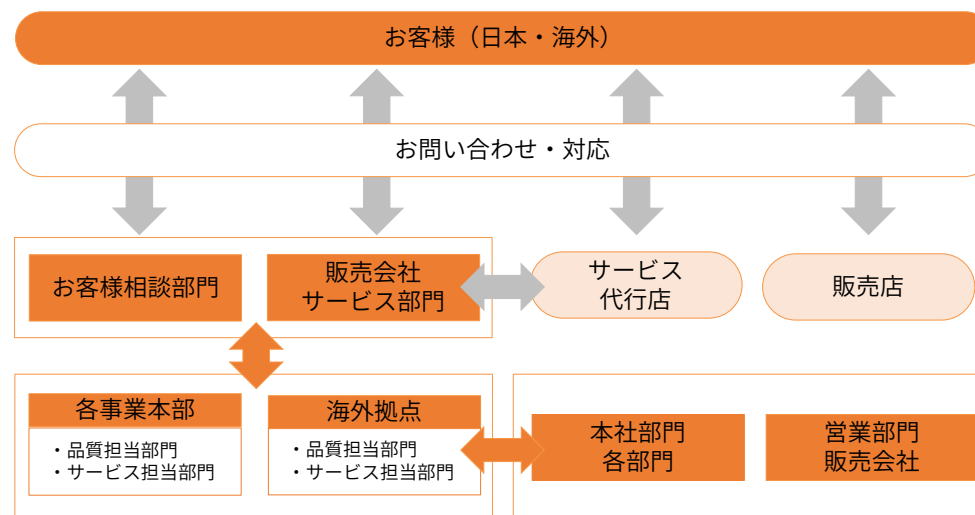 お客様（日本・海外）
お問い合わせ・対応
お客様相談部門
販売会社
サービス部門
サービス
代行店
販売店
各事業本部
・品質担当部門
・サービス担当部門
海外拠点
・品質担当部門
・サービス担当部門
本社部門
各部門
営業部門
販売会社